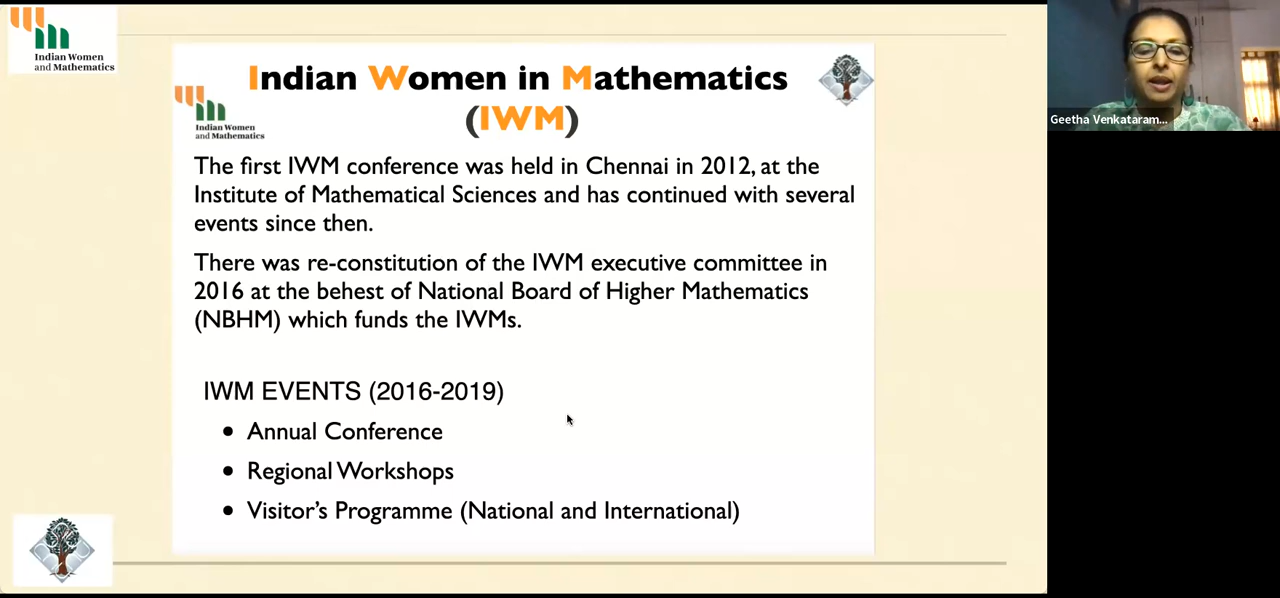 Indian Women
and Mathematics
Indian Women in Mathematics
(IWM)
Indian Women
and Mathematics
The first IWM conference was held in Chennai in 2012, at the
Institute of Mathematical Sciences and has continued with several
events since then.
There was re-constitution of the IWM executive committee in
2016 at the behest of National Board of Higher Mathematics
(NBHM) which funds the IWMs.
IWM EVENTS (2016-2019)
• Annual Conference
• Regional Workshops
• Visitor’s Programme (National and International)
Geetha Venkataram...